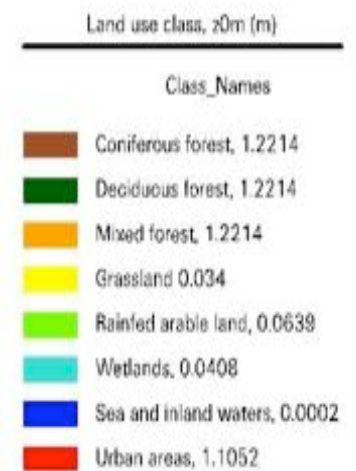 Land use class, z0m (m)
Class_Names
Coniferous forest, 1.2214
Deciduous forest, 1.2214
Mixed forest, 1.2214
Grassland 0.034
Rainfed arable land, 0.0639
Wetlands, 0.0408
Sea and inland waters, 0.0002
Urban areas, 1.1052